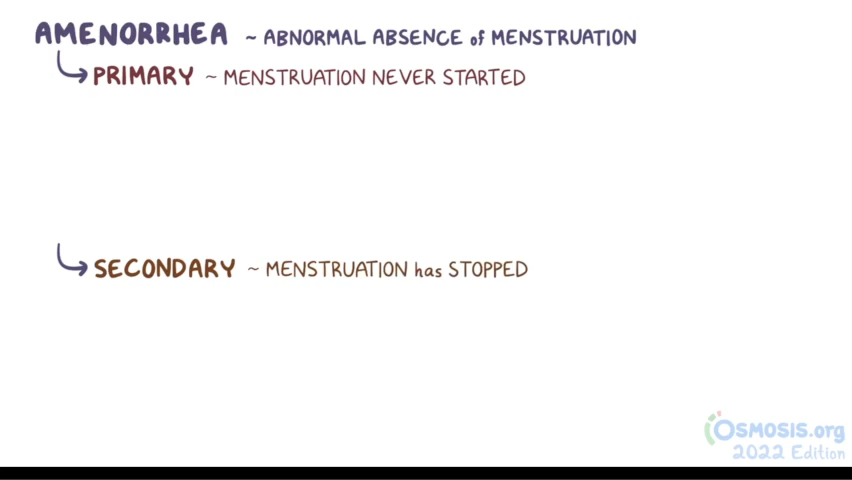 AMENORRHEA ~ ABNORMAL ABSENCE of MENSTRUATION
PRIMARY ~ MENSTRUATION NEVER STARTED
SECONDARY ~ MENSTRUATION has STOPPED
OSMOSIS.org
2022 Edition